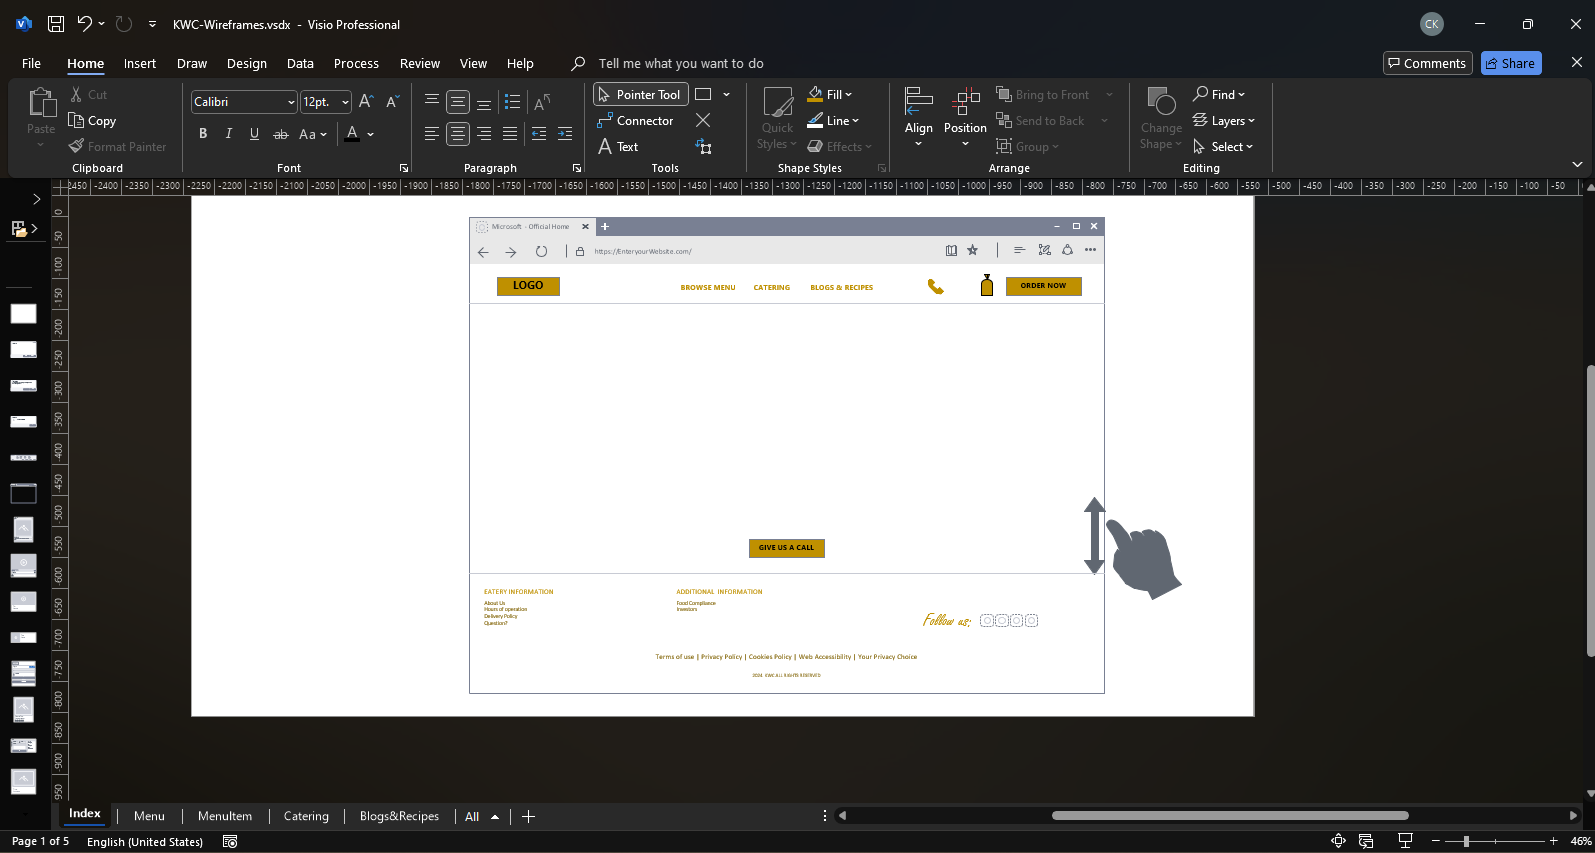 KWC-Wireframes.vsdx - Visio Professional
CK
File Home Insert Draw Design Data Process Review View Help Tell me what you want to do Comments Share
Paste Cut Copy Format Painter
Clipboard
Calibri 12pt.
B I U ab Aa A
Font
Paragraph
Pointer Tool
Connector
A Text
Tools
Quick Styles Fill Line Effects
Shape Styles
Align Position Bring to Front Send to Back Group
Arrange
Change Shape Find Layers Select
Editing
-2400 -2350 -2300 -2250 -2200 -2150 -2100 -2050 -2000 -1950 -1900 -1850 -1800 -1750 -1700 -1650 -1600 -1550 -1500 -1450 -1400 -1350 -1300 -1250 -1200 -1150 -1100 -1050 -1000 -950 -900 -850 -800 -750 -700 -650 -600 -550 -500 -450 -400 -350 -300 -250 -200 -150 -100 -50
0 -50 -100 -150 -200 -250 -300 -350 -400 -450 -500 -550 -600 -650 -700 -750 -800 -850 -900 -950
Microsoft - Official Home
https://EnteryourWebsite.com/
LOGO BROWSE MENU CATERING BLOGS & RECIPES ORDER NOW
GIVE US A CALL
EATERY INFORMATION
About Us
Hours of operation
Delivery Policy
Question?
ADDITIONAL INFORMATION
Food Compliance
Investors
Follow us:
Terms of use | Privacy Policy | Cookies Policy | Web Accessibility | Your Privacy Choice
2024. KWC ALL RIGHTS RESERVED
Index Menu MenuItem Catering Blogs&Recipes All
Page 1 of 5 English (United States) 46%